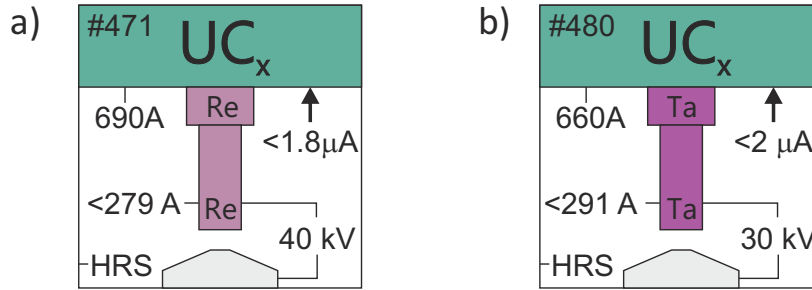 a)
#471
UCx
Re
690A
<1.8μA
<279 A
Re
40 kV
HRS
b)
#480
UCx
Ta
660A
<2 μA
<291 A
Ta
30 kV
HRS